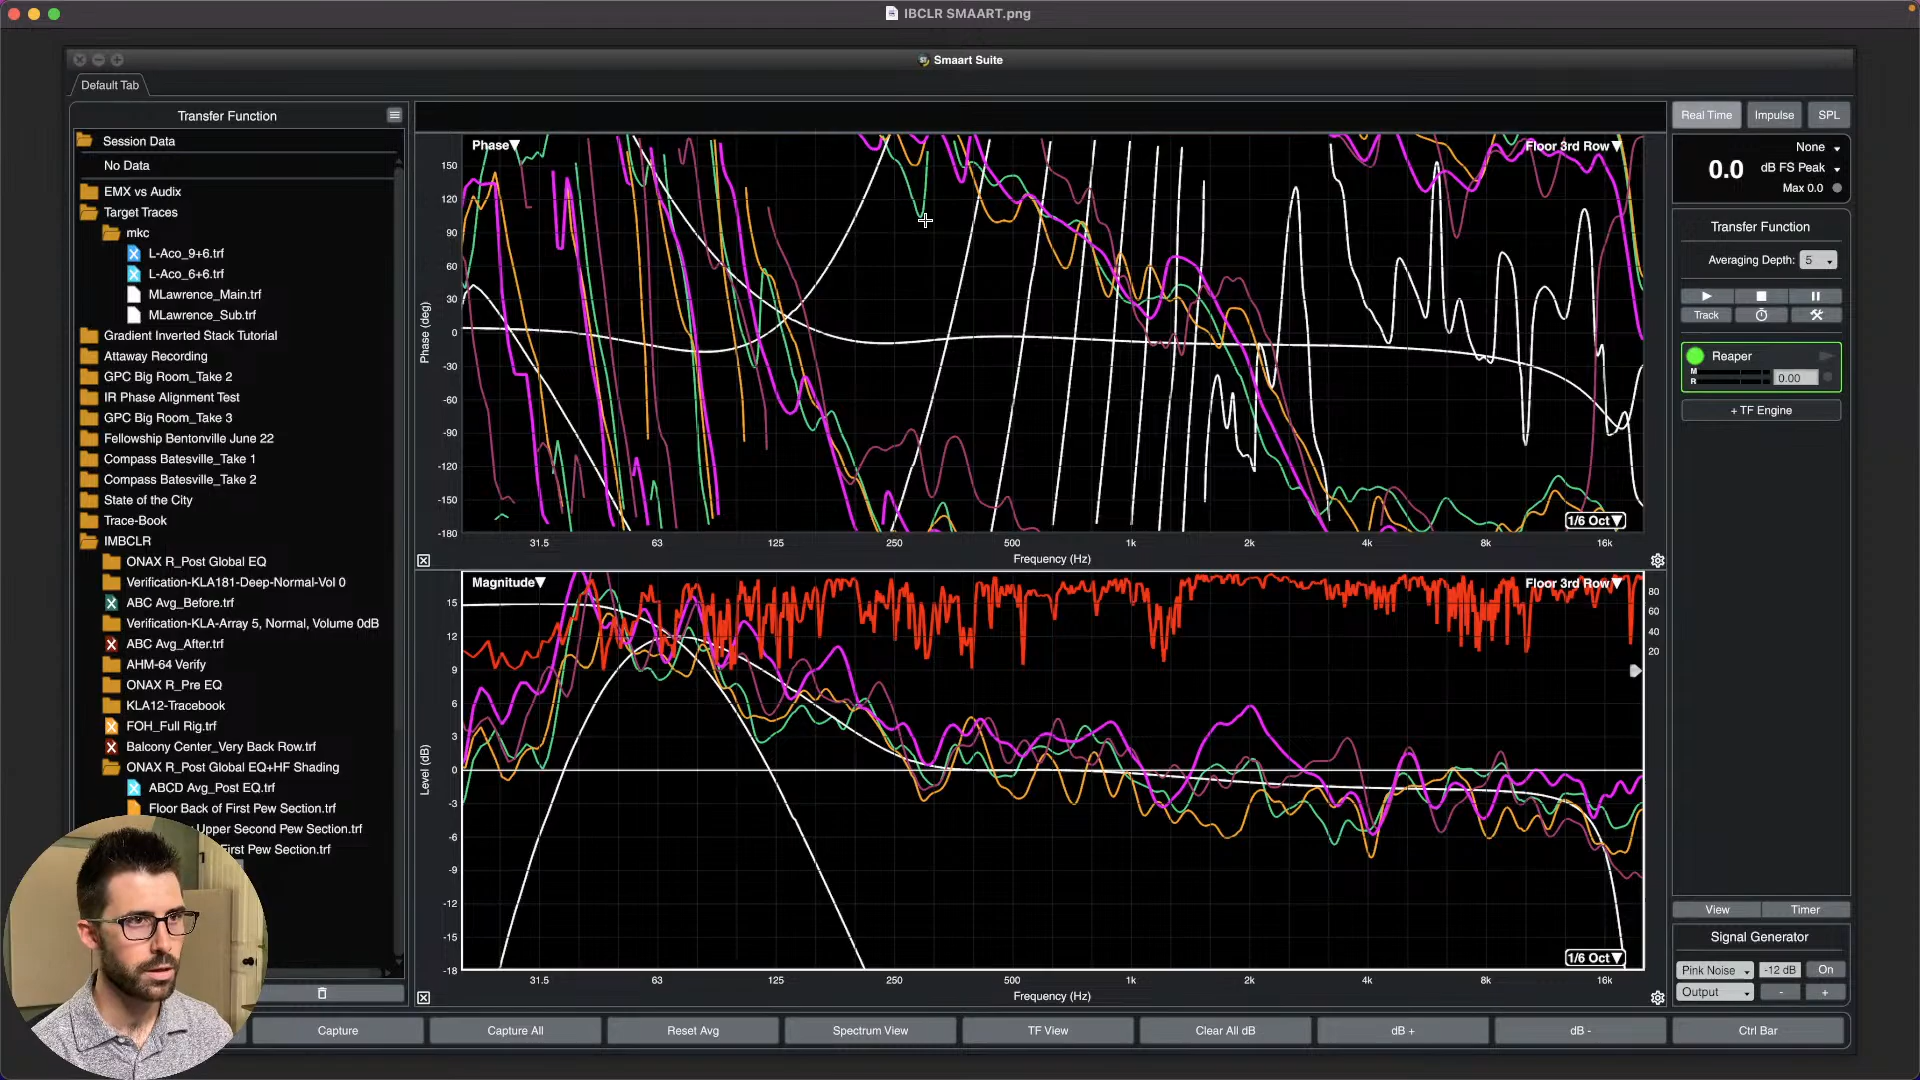 IBCLR SMAART.png
Smaart Suite
Default Tab
Transfer Function
Session Data
No Data
EMX vs Audix
Target Traces
mkc
L-Aco_9+6.trf
L-Aco_6+6.trf
MLawrence_Main.trf
MLawrence_Sub.trf
Gradient Inverted Stack Tutorial
Attaway Recording
GPC Big Room_Take 2
IR Phase Alignment Test
GPC Big Room_Take 3
Fellowship Bentonville June 22
Compass Batesville_Take 1
Compass Batesville_Take 2
State of the City
Trace-Book
IMBCLR
ONAX R_Post Global EQ
Verification-KLA181-Deep-Normal-Vol 0
ABC Avg_Before.trf
Verification-KLA-Array 5, Normal, Volume 0dB
ABC Avg_After.trf
AHM-64 Verify
ONAX R_Pre EQ
KLA12-Tracebook
FOH_Full Rig.trf
Balcony Center_Very Back Row.trf
ONAX R_Post Global EQ+HF Shading
ABCD Avg_Post EQ.trf
Floor Back of First Pew Section.trf
Upper Second Pew Section.trf
First Pew Section.trf
Phase▼
Floor 3rd Row▼
Phase (deg)
150
120
90
60
30
0
-30
-60
-90
-120
-150
-180
1/6 Oct▼
31.5 63 125 250 500 1k 2k 4k 8k 16k
Frequency (Hz)
Magnitude▼
Floor 3rd Row▼
Level (dB)
15
12
9
6
3
0
-3
-6
-9
-12
-15
-18
80
60
40
20
1/6 Oct▼
31.5 63 125 250 500 1k 2k 4k 8k 16k
Frequency (Hz)
Capture
Capture All
Reset Avg
Spectrum View
TF View
Clear All dB
dB +
dB -
Ctrl Bar
Real Time
Impulse
SPL
None
0.0
dB FS Peak
Max 0.0
Transfer Function
Averaging Depth: 5
Track
Reaper
M
R
0.00
+ TF Engine
View
Timer
Signal Generator
Pink Noise
-12 dB
On
Output
-
+